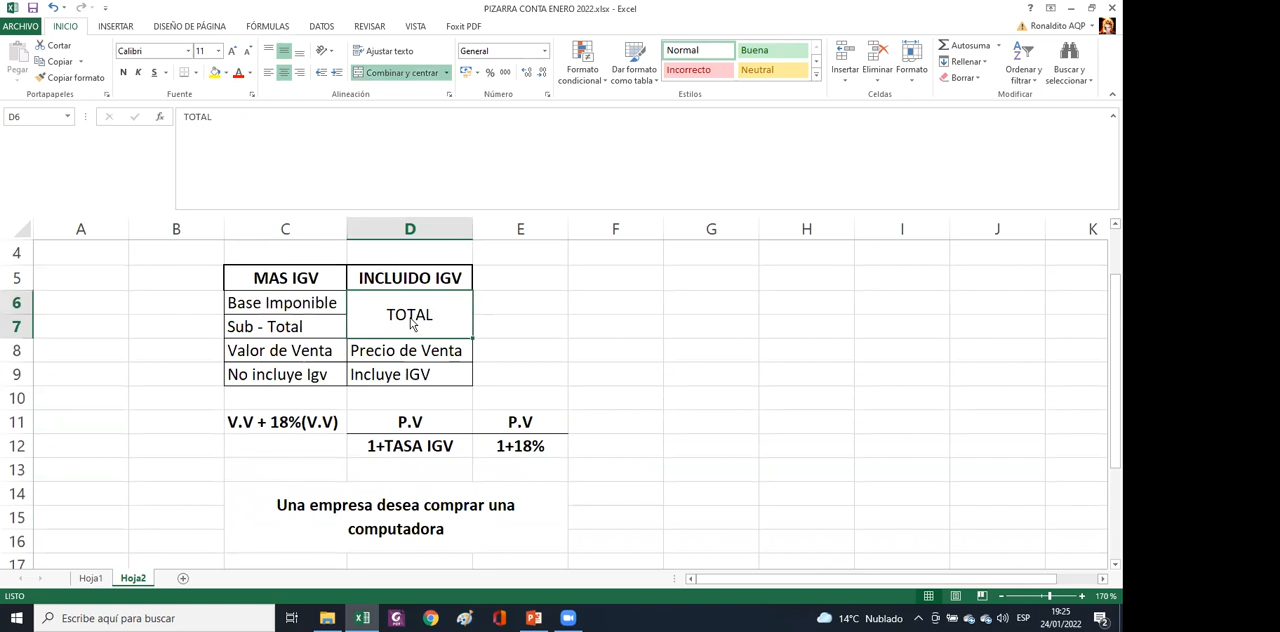 PIZARRA CONTA ENERO 2022.xlsx - Excel
ARCHIVO INICIO INSERTAR DISEÑO DE PÁGINA FÓRMULAS DATOS REVISAR VISTA Foxit PDF Ronaldito AQP
Pegar
Cortar
Copiar
Copiar formato
Portapapeles
Calibri 11
N K S
Fuente
Ajustar texto
Combinar y centrar
Alineación
General
% 000
Número
Formato condicional
Dar formato como tabla
Normal Buena
Incorrecto Neutral
Estilos
Insertar Eliminar Formato
Celdas
Autosuma
Rellenar
Borrar
Ordenar y filtrar
Buscar y seleccionar
Modificar
D6 fx TOTAL
A B C D E F G H I J K
4
5 MAS IGV INCLUIDO IGV
6 Base Imponible TOTAL
7 Sub - Total
8 Valor de Venta Precio de Venta
9 No incluye Igv Incluye IGV
10
11 V.V + 18%(V.V) P.V P.V
12 1+TASA IGV 1+18%
13
14
15
16
17
Una empresa desea comprar una
computadora
Hoja1 Hoja2
LISTO 170 %
Escribe aquí para buscar 14°C Nublado ESP 19:25
24/01/2022 2